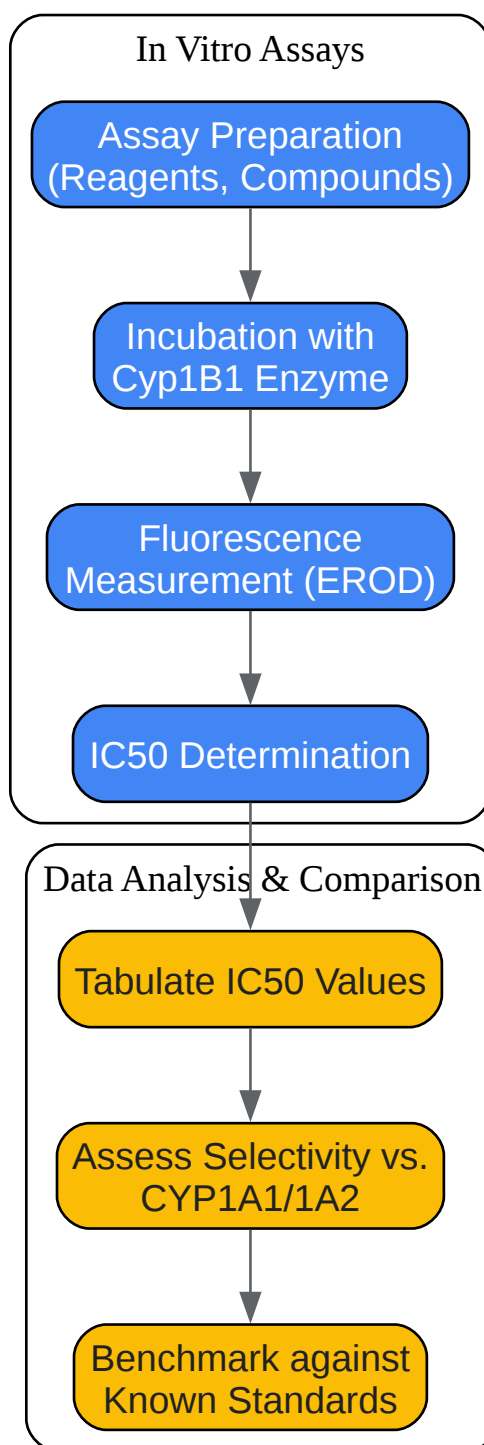 In Vitro Assays
Assay Preparation
(Reagents, Compounds)
Incubation with
Cyp1B1 Enzyme
Fluorescence
Measurement (EROD)
IC50 Determination
Data Analysis & Comparison
Tabulate IC50 Values
Assess Selectivity vs.
CYP1A1/1A2
Benchmark against
Known Standards